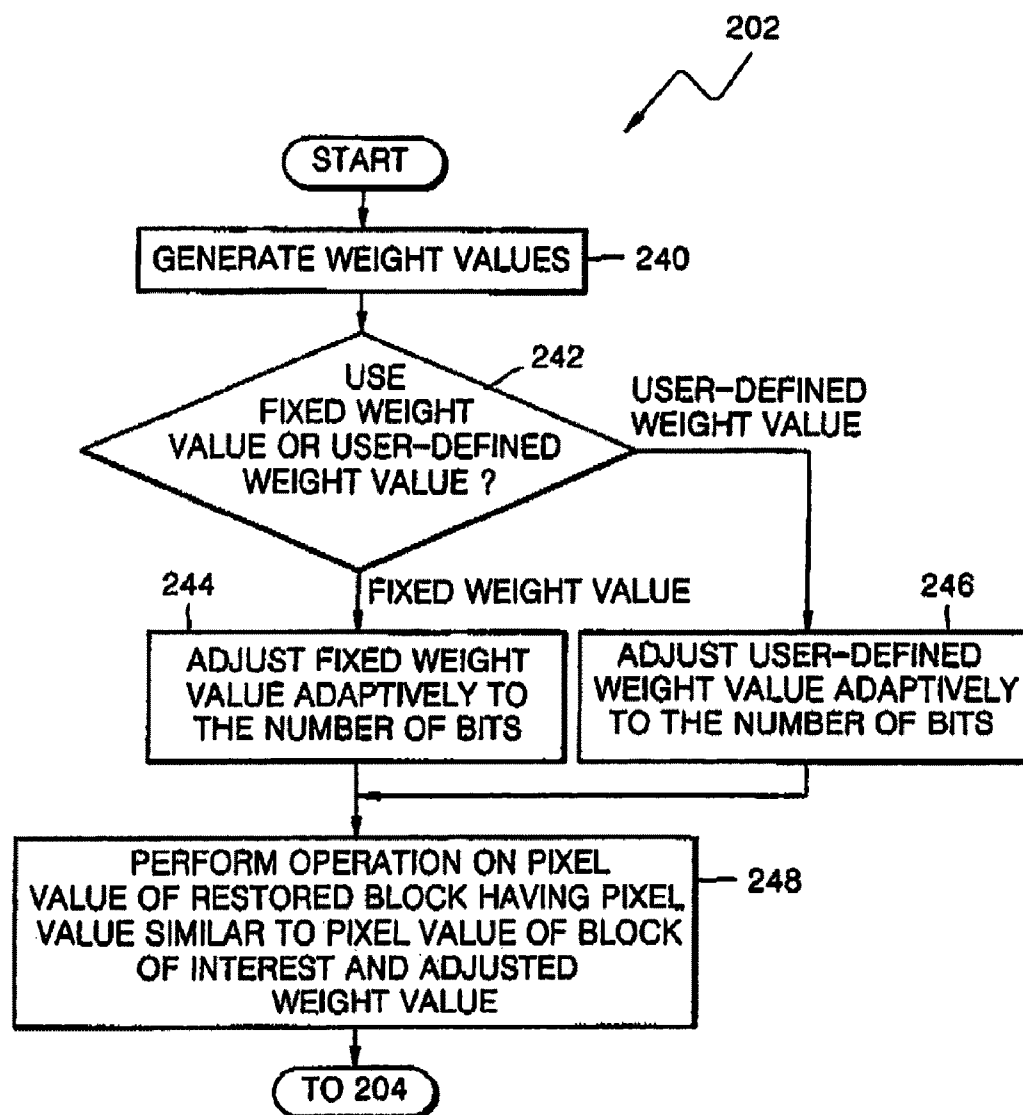 202
START
GENERATE WEIGHT VALUES
240
242
USE
FIXED WEIGHT
VALUE OR USER-DEFINED
WEIGHT VALUE ?
USER-DEFINED
WEIGHT VALUE
FIXED WEIGHT VALUE
244
ADJUST FIXED WEIGHT
VALUE ADAPTIVELY TO
THE NUMBER OF BITS
246
ADJUST USER-DEFINED
WEIGHT VALUE ADAPTIVELY
TO THE NUMBER OF BITS
PERFORM OPERATION ON PIXEL
VALUE OF RESTORED BLOCK HAVING PIXEL
VALUE SIMILAR TO PIXEL VALUE OF BLOCK
OF INTEREST AND ADJUSTED
WEIGHT VALUE
248
TO 204